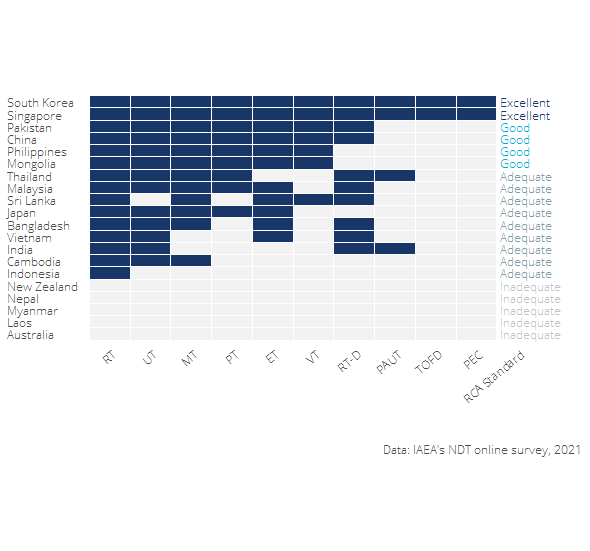 South Korea Excellent
Singapore Excellent
Pakistan Good
China Good
Philippines Good
Mongolia Good
Thailand Adequate
Malaysia Adequate
Sri Lanka Adequate
Japan Adequate
Bangladesh Adequate
Vietnam Adequate
India Adequate
Cambodia Adequate
Indonesia Adequate
New Zealand Inadequate
Nepal Inadequate
Myanmar Inadequate
Laos Inadequate
Australia Inadequate
RT UT MT PT ET VT RT-D PAUT TOFD PEC RCA Standard
Data: IAEA's NDT online survey, 2021